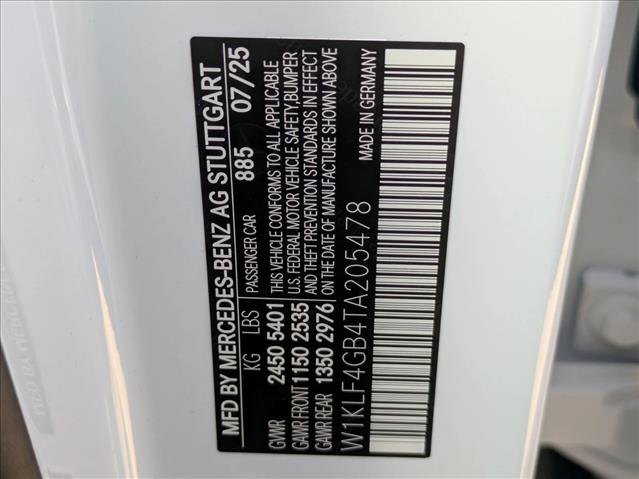 MFD BY MERCEDES-BENZ AG STUTTGART
885 07/25
KG LBS PASSENGER CAR
GVWR 2450 5401
GAWR FRONT 1150 2535
GAWR REAR 1350 2976
THIS VEHICLE CONFORMS TO ALL APPLICABLE
U.S. FEDERAL MOTOR VEHICLE SAFETY, BUMPER
AND THEFT PREVENTION STANDARDS IN EFFECT
ON THE DATE OF MANUFACTURE SHOWN ABOVE
W1KLF4GB4TA205478 MADE IN GERMANY